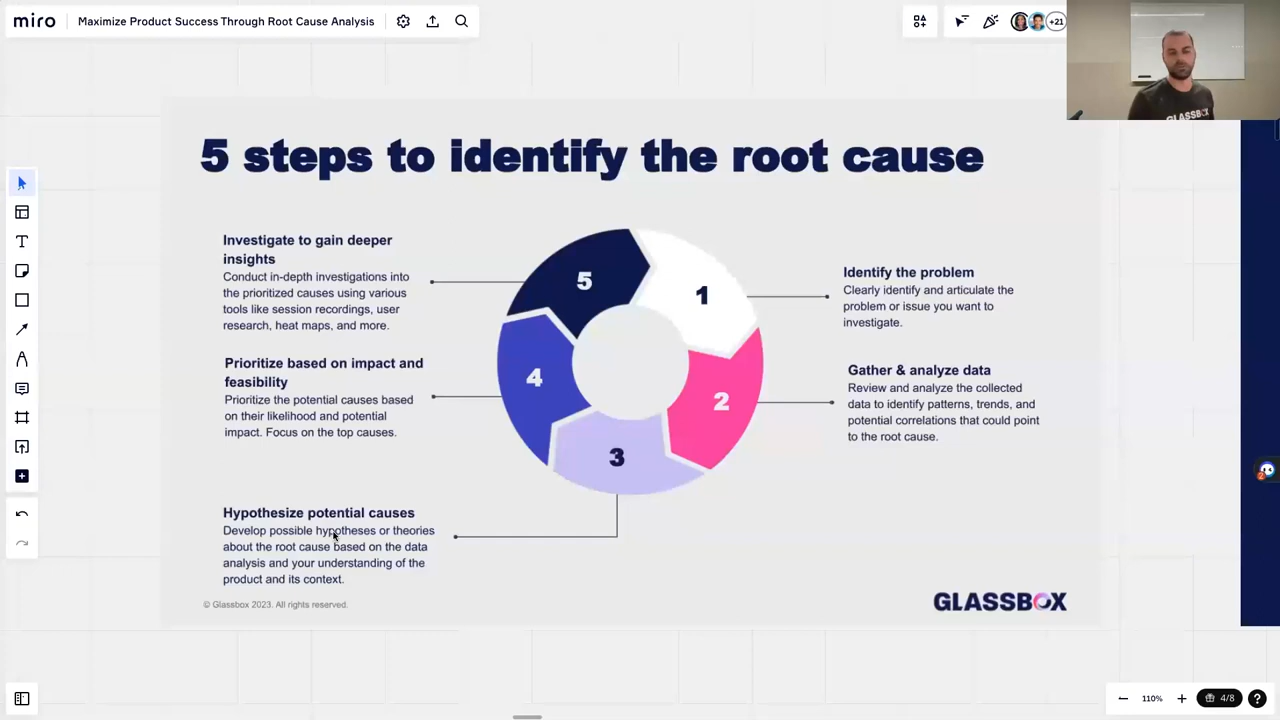 miro
Maximize Product Success Through Root Cause Analysis
+21
GLASSBOX
5 steps to identify the root cause
Investigate to gain deeper
insights
Conduct in-depth investigations into
the prioritized causes using various
tools like session recordings, user
research, heat maps, and more.
Prioritize based on impact and
feasibility
Prioritize the potential causes based
on their likelihood and potential
impact. Focus on the top causes.
Hypothesize potential causes
Develop possible hypotheses or theories
about the root cause based on the data
analysis and your understanding of the
product and its context.
5
1
4
2
3
Identify the problem
Clearly identify and articulate the
problem or issue you want to
investigate.
Gather & analyze data
Review and analyze the collected
data to identify patterns, trends, and
potential correlations that could point
to the root cause.
© Glassbox 2023. All rights reserved.
GLASSBOX
2
110%
4/8
?